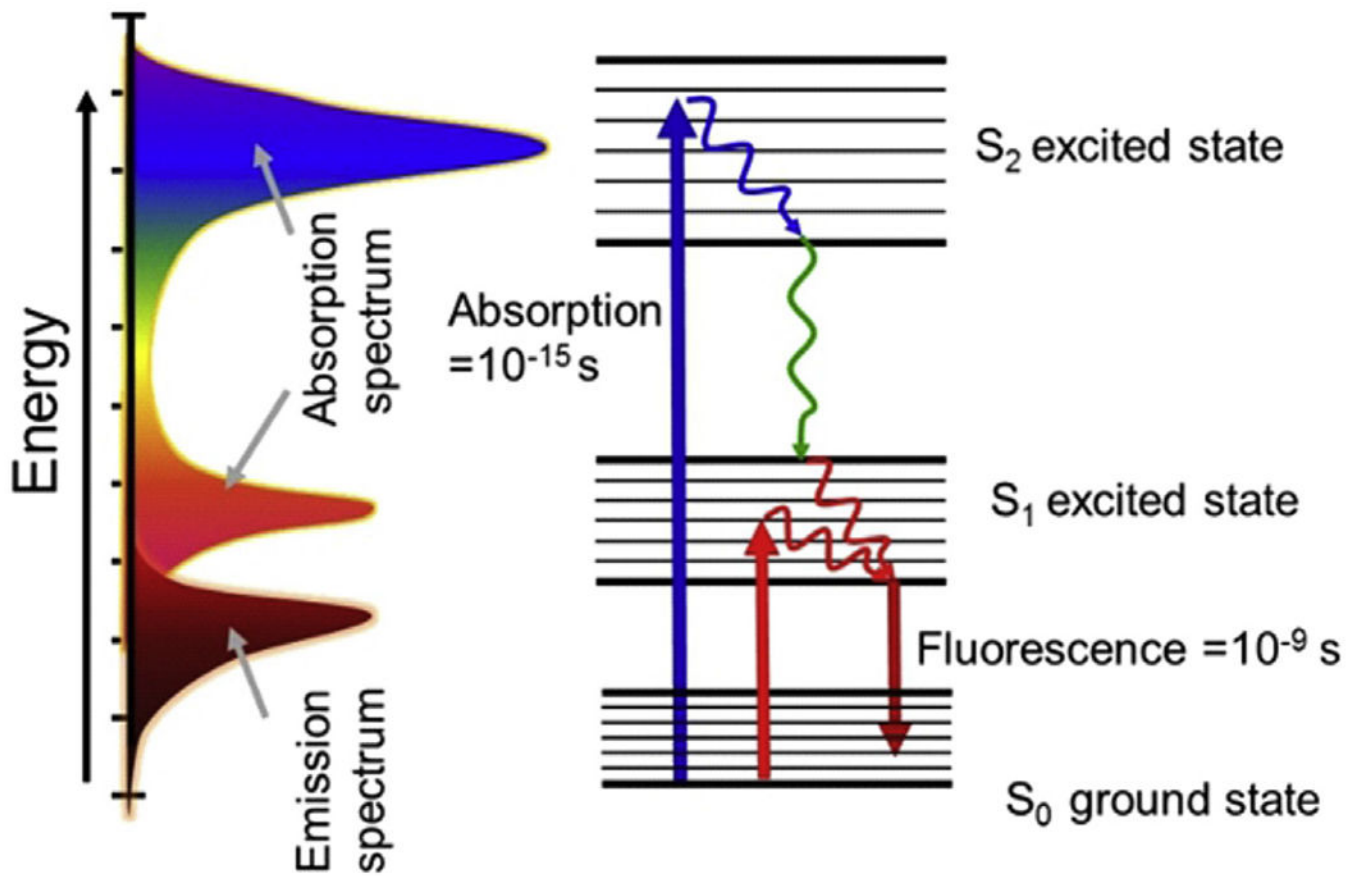 Energy
Absorption
spectrum
Emission
spectrum
Absorption
=10⁻¹⁵ s
S₂ excited state
S₁ excited state
Fluorescence =10⁻⁹ s
S₀ ground state